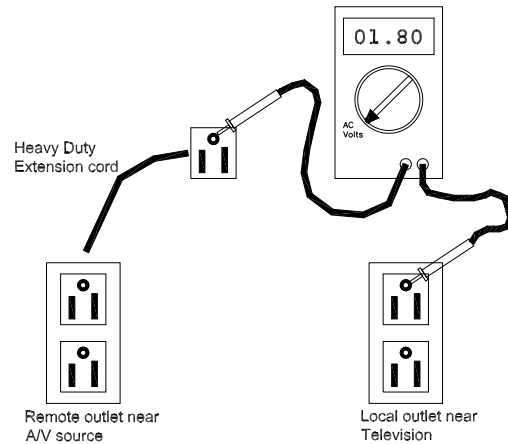 01.80
AC
Volts
Heavy Duty
Extension cord
Remote outlet near
A/V source
Local outlet near
Television